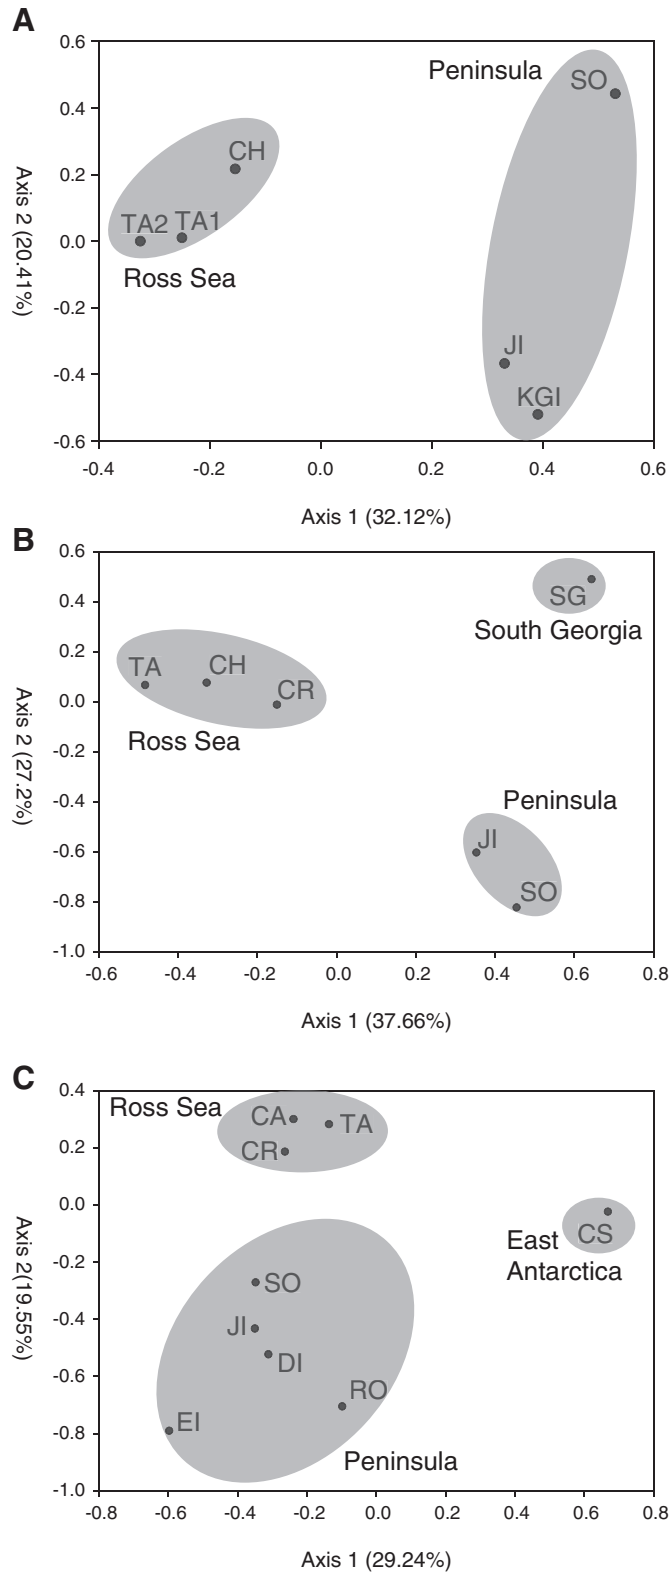 A
0.6
Peninsula
SO
0.4
CH
0.2
TA2 TA1
0.0
Ross Sea
Axis 2 (20.41%)
-0.2
JI
-0.4
KGI
-0.6
-0.4 -0.2 0.0 0.2 0.4 0.6
Axis 1 (32.12%)
B
0.6
SG
0.4
South Georgia
0.2
TA CH
CR
0.0
Ross Sea
Axis 2 (27.2%)
-0.2
-0.4
Peninsula
JI
-0.6
SO
-0.8
-1.0
-0.6 -0.4 -0.2 0.0 0.2 0.4 0.6 0.8
Axis 1 (37.66%)
C
0.4
Ross Sea
CA TA
CR
0.2
0.0
CS
East
Antarctica
Axis 2(19.55%)
-0.2
SO
JI
-0.4
DI
-0.6
RO
EI
-0.8
Peninsula
-1.0
-0.8 -0.6 -0.4 -0.2 0.0 0.2 0.4 0.6 0.8
Axis 1 (29.24%)